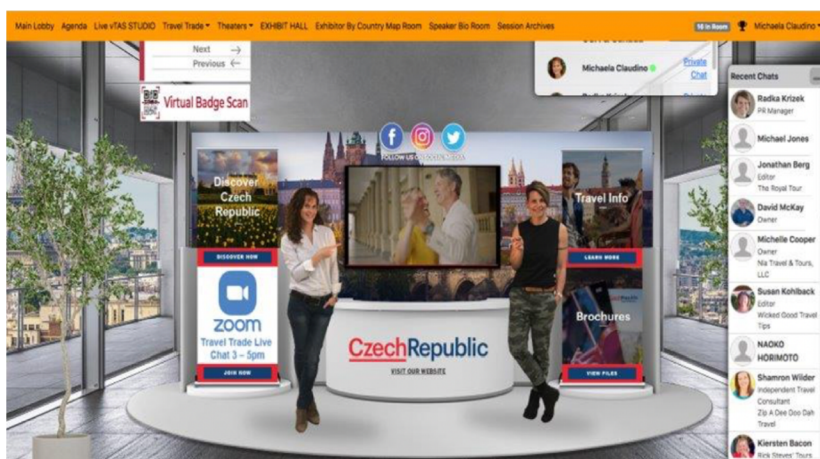 Main Lobby Agenda Live vTAS STUDIO Travel Trade Theaters EXHIBIT HALL Exhibitor By Country Map Room Speaker Bio Room Session Archives
16 In Room Michaela Claudino
Next →
Previous ←
Virtual Badge Scan
Michaela Claudino
Private
Chat
FOLLOW US ON SOCIAL MEDIA
Discover
Czech
Republic
DISCOVER NOW
zoom
Travel Trade Live
Chat 3 – 5pm
JOIN NOW
CzechRepublic
VISIT OUR WEBSITE
Travel Info
LEARN MORE
Brochures
VIEW FILES
Recent Chats
Radka Krizek
PR Manager
Michael Jones
Jonathan Berg
Editor
The Royal Tour
David McKay
Owner
Michelle Cooper
Owner
Nia Travel & Tours,
LLC
Susan Kohlback
Editor
Wicked Good Travel
Tips
NAOKO
HORIMOTO
Shamron Wilder
Independent Travel
Consultant
Zip A Dee Doo Dah
Travel
Kiersten Bacon
Rick Steves' Tours